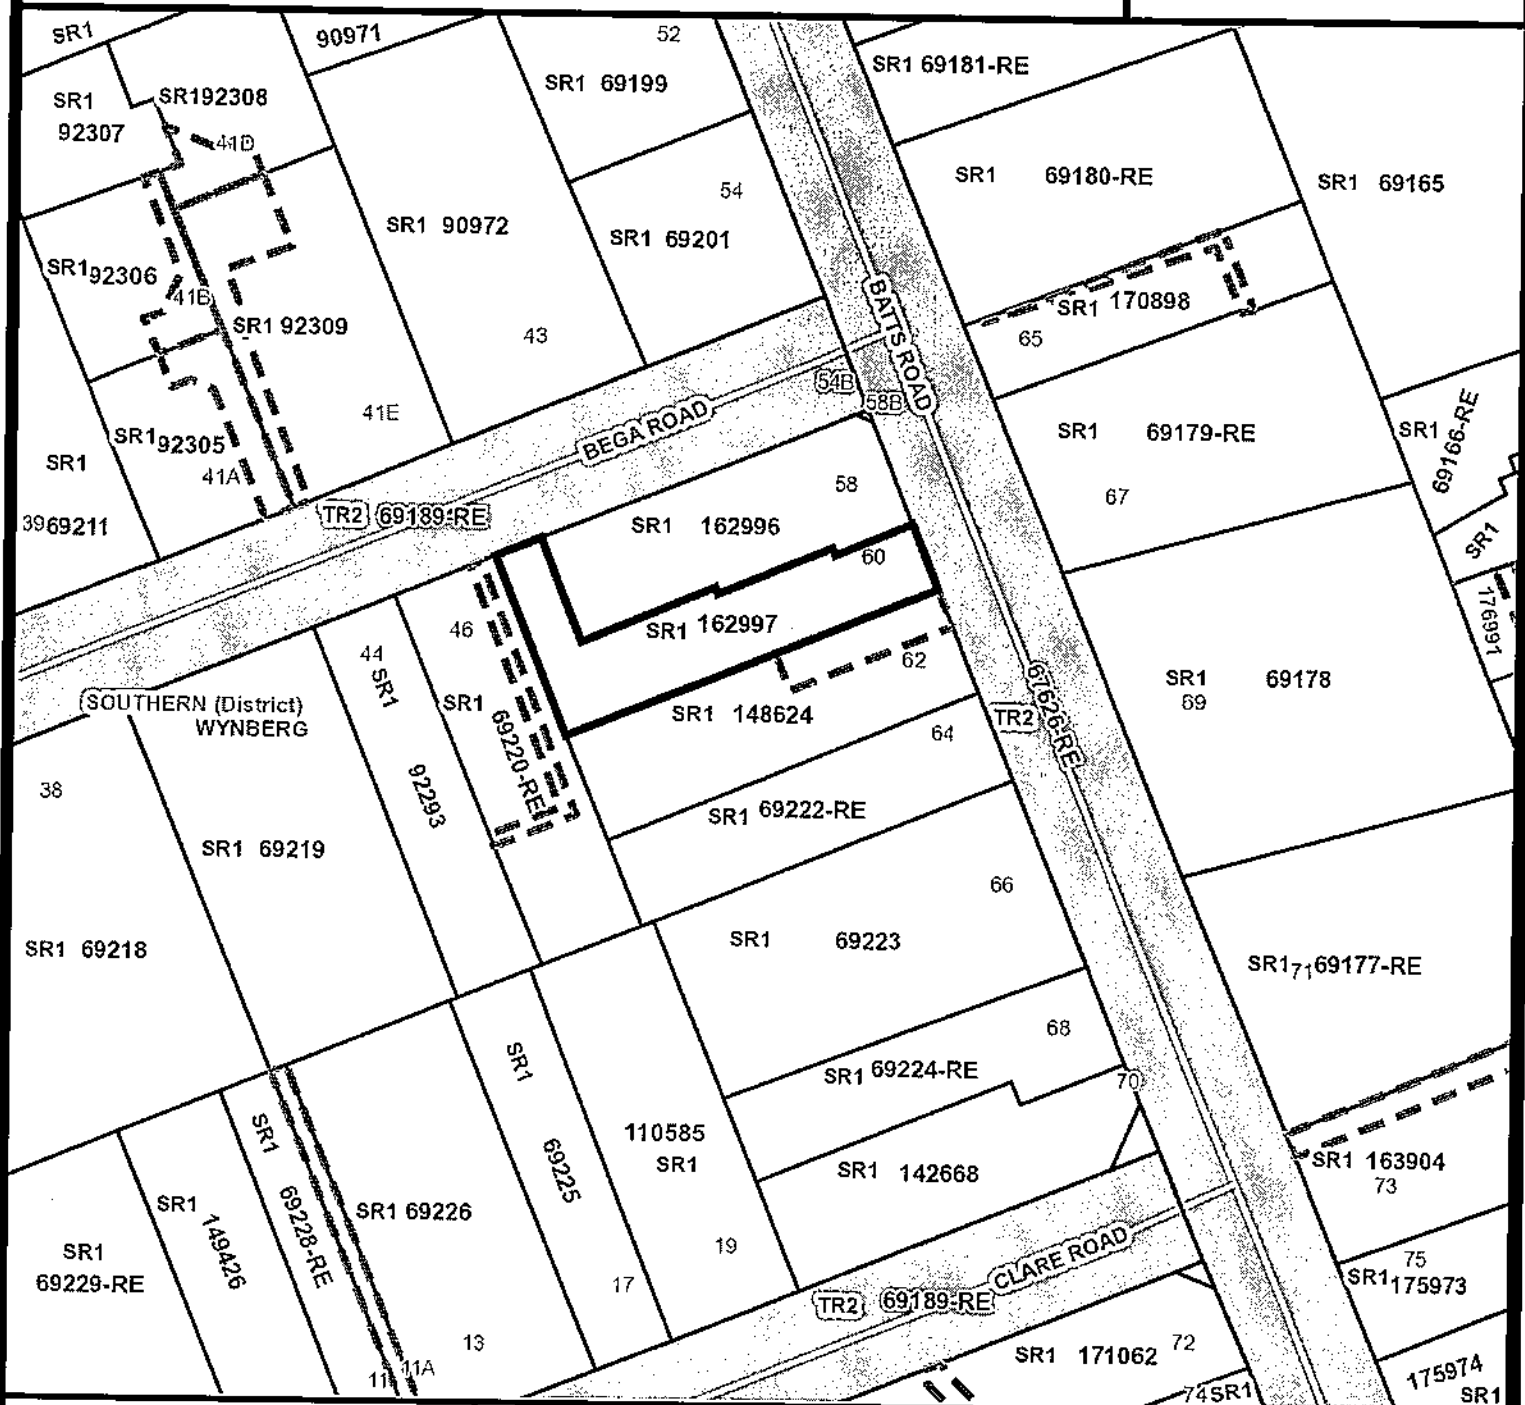 SR1
90971
52
SR1 69199
SR1 69181-RE
SR1
92307
SR192308
41D
54
SR1 69180-RE
SR1 69165
SR1 90972
SR1 69201
SR192306
41B
SR1 92309
43
BATTS ROAD
SR1 170898
65
54B
58B
41E
BEGA ROAD
SR1 69179-RE
SR1
69166-RE
SR192305
41A
SR1
3969211
TR2 69189-RE
58
67
SR1 162996
60
SR1
176991
SR1 162997
46
44
SR1
SR1
69220-RE
62
SR1 148624
SR1 69178
69
TR2
67626-RE
SOUTHERN (District)
WYNBERG
64
38
92293
SR1 69222-RE
SR1 69219
66
SR1 69218
SR1 69223
SR17169177-RE
68
SR1
SR1 69224-RE
70
SR1
110585
SR1
69225
SR1 142668
SR1 163904
73
SR1
149426
69228-RE
SR1 69226
SR1
69229-RE
19
CLARE ROAD
17
TR2 69189-RE
75
SR1175973
13
11
11A
SR1 171062
72
74SR1
175974
SR1